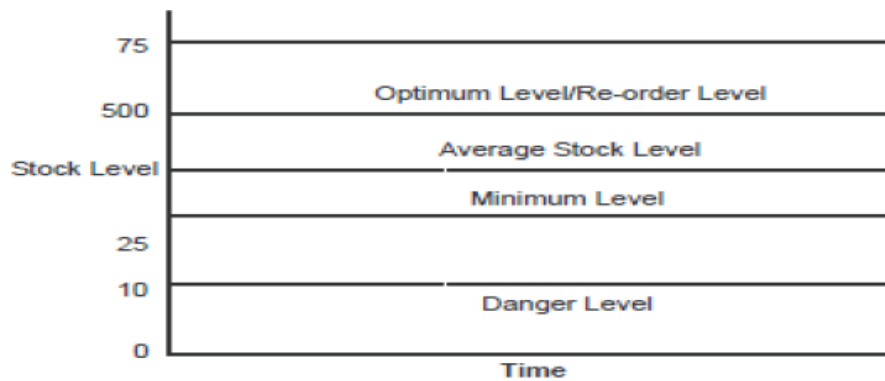 75
Optimum Level/Re-order Level
500
Average Stock Level
Stock Level
Minimum Level
25
10
Danger Level
0
Time